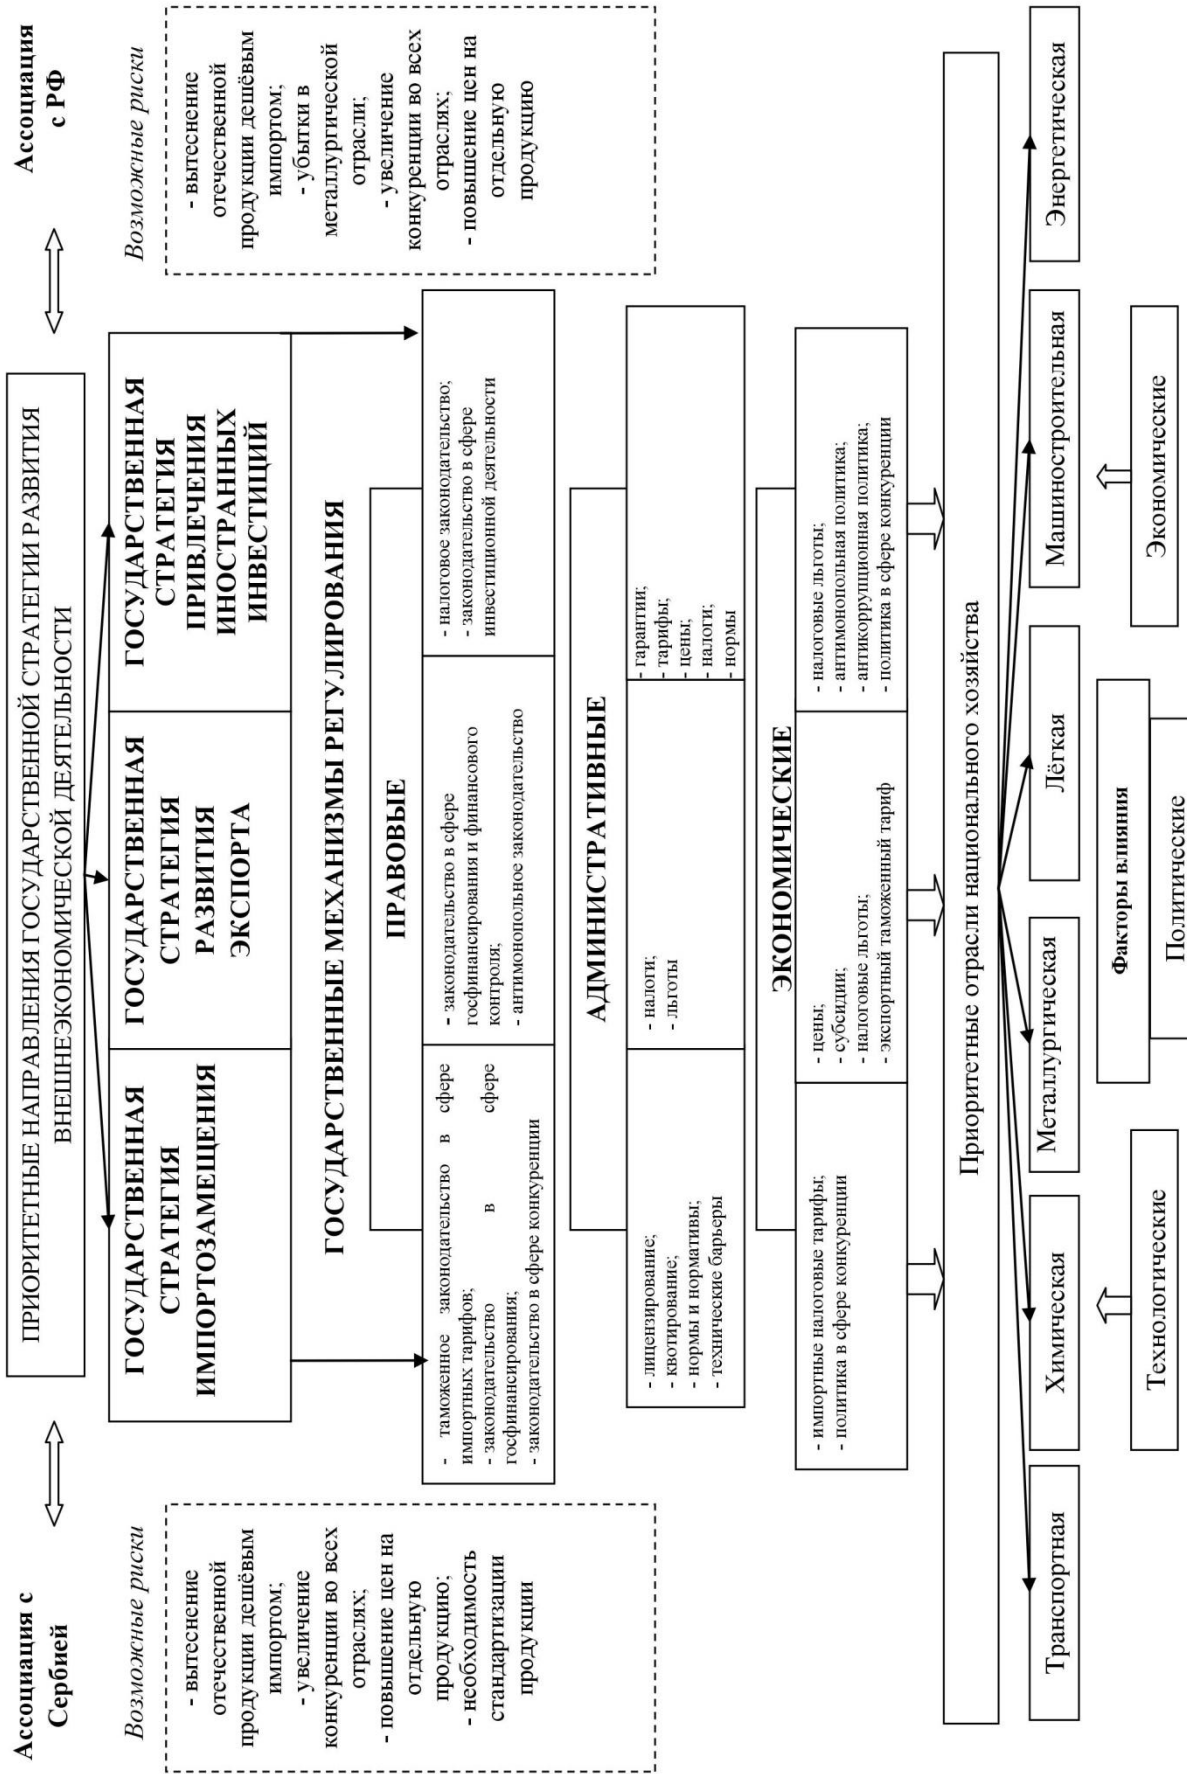 Ассоциация с
Сербией
ПРИОРИТЕТНЫЕ НАПРАВЛЕНИЯ ГОСУДАРСТВЕННОЙ СТРАТЕГИИ РАЗВИТИЯ
ВНЕШНЕЭКОНОМИЧЕСКОЙ ДЕЯТЕЛЬНОСТИ
Ассоциация
с РФ
Возможные риски
- вытеснение
отечественной
продукции дешёвым
импортом;
- увеличение
конкуренции во всех
отраслях;
- повышение цен на
отдельную
продукцию;
- необходимость
стандартизации
продукции
ГОСУДАРСТВЕННАЯ
СТРАТЕГИЯ
ИМПОРТОЗАМЕЩЕНИЯ
ГОСУДАРСТВЕННАЯ
СТРАТЕГИЯ
РАЗВИТИЯ
ЭКСПОРТА
ГОСУДАРСТВЕННАЯ
СТРАТЕГИЯ
ПРИВЛЕЧЕНИЯ
ИНОСТРАННЫХ
ИНВЕСТИЦИЙ
Возможные риски
- вытеснение
отечественной
продукции дешёвым
импортом;
- убытки в
металлургической
отрасли;
- увеличение
конкуренции во всех
отраслях;
- повышение цен на
отдельную
продукцию
ГОСУДАРСТВЕННЫЕ МЕХАНИЗМЫ РЕГУЛИРОВАНИЯ
ПРАВОВЫЕ
- таможенное законодательство в сфере
импортных тарифов;
- законодательство в сфере
госфинансирования;
- законодательство в сфере конкуренции
- законодательство в сфере
госфинансирования и финансового
контроля;
- антимонопольное законодательство
- налоговое законодательство;
- законодательство в сфере
инвестиционной деятельности
АДМИНИСТРАТИВНЫЕ
- лицензирование;
- квотирование;
- нормы и нормативы;
- технические барьеры
- налоги;
- льготы
- гарантии;
- тарифы;
- цены;
- налоги;
- нормы
ЭКОНОМИЧЕСКИЕ
- импортные налоговые тарифы;
- политика в сфере конкуренции
- цены;
- субсидии;
- налоговые льготы;
- экспортный таможенный тариф
- налоговые льготы;
- антимонопольная политика;
- антикоррупционная политика;
- политика в сфере конкуренции
Приоритетные отрасли национального хозяйства
Транспортная
Химическая
Металлургическая
Лёгкая
Машиностроительная
Энергетическая
Факторы влияния
Технологические
Политические
Экономические